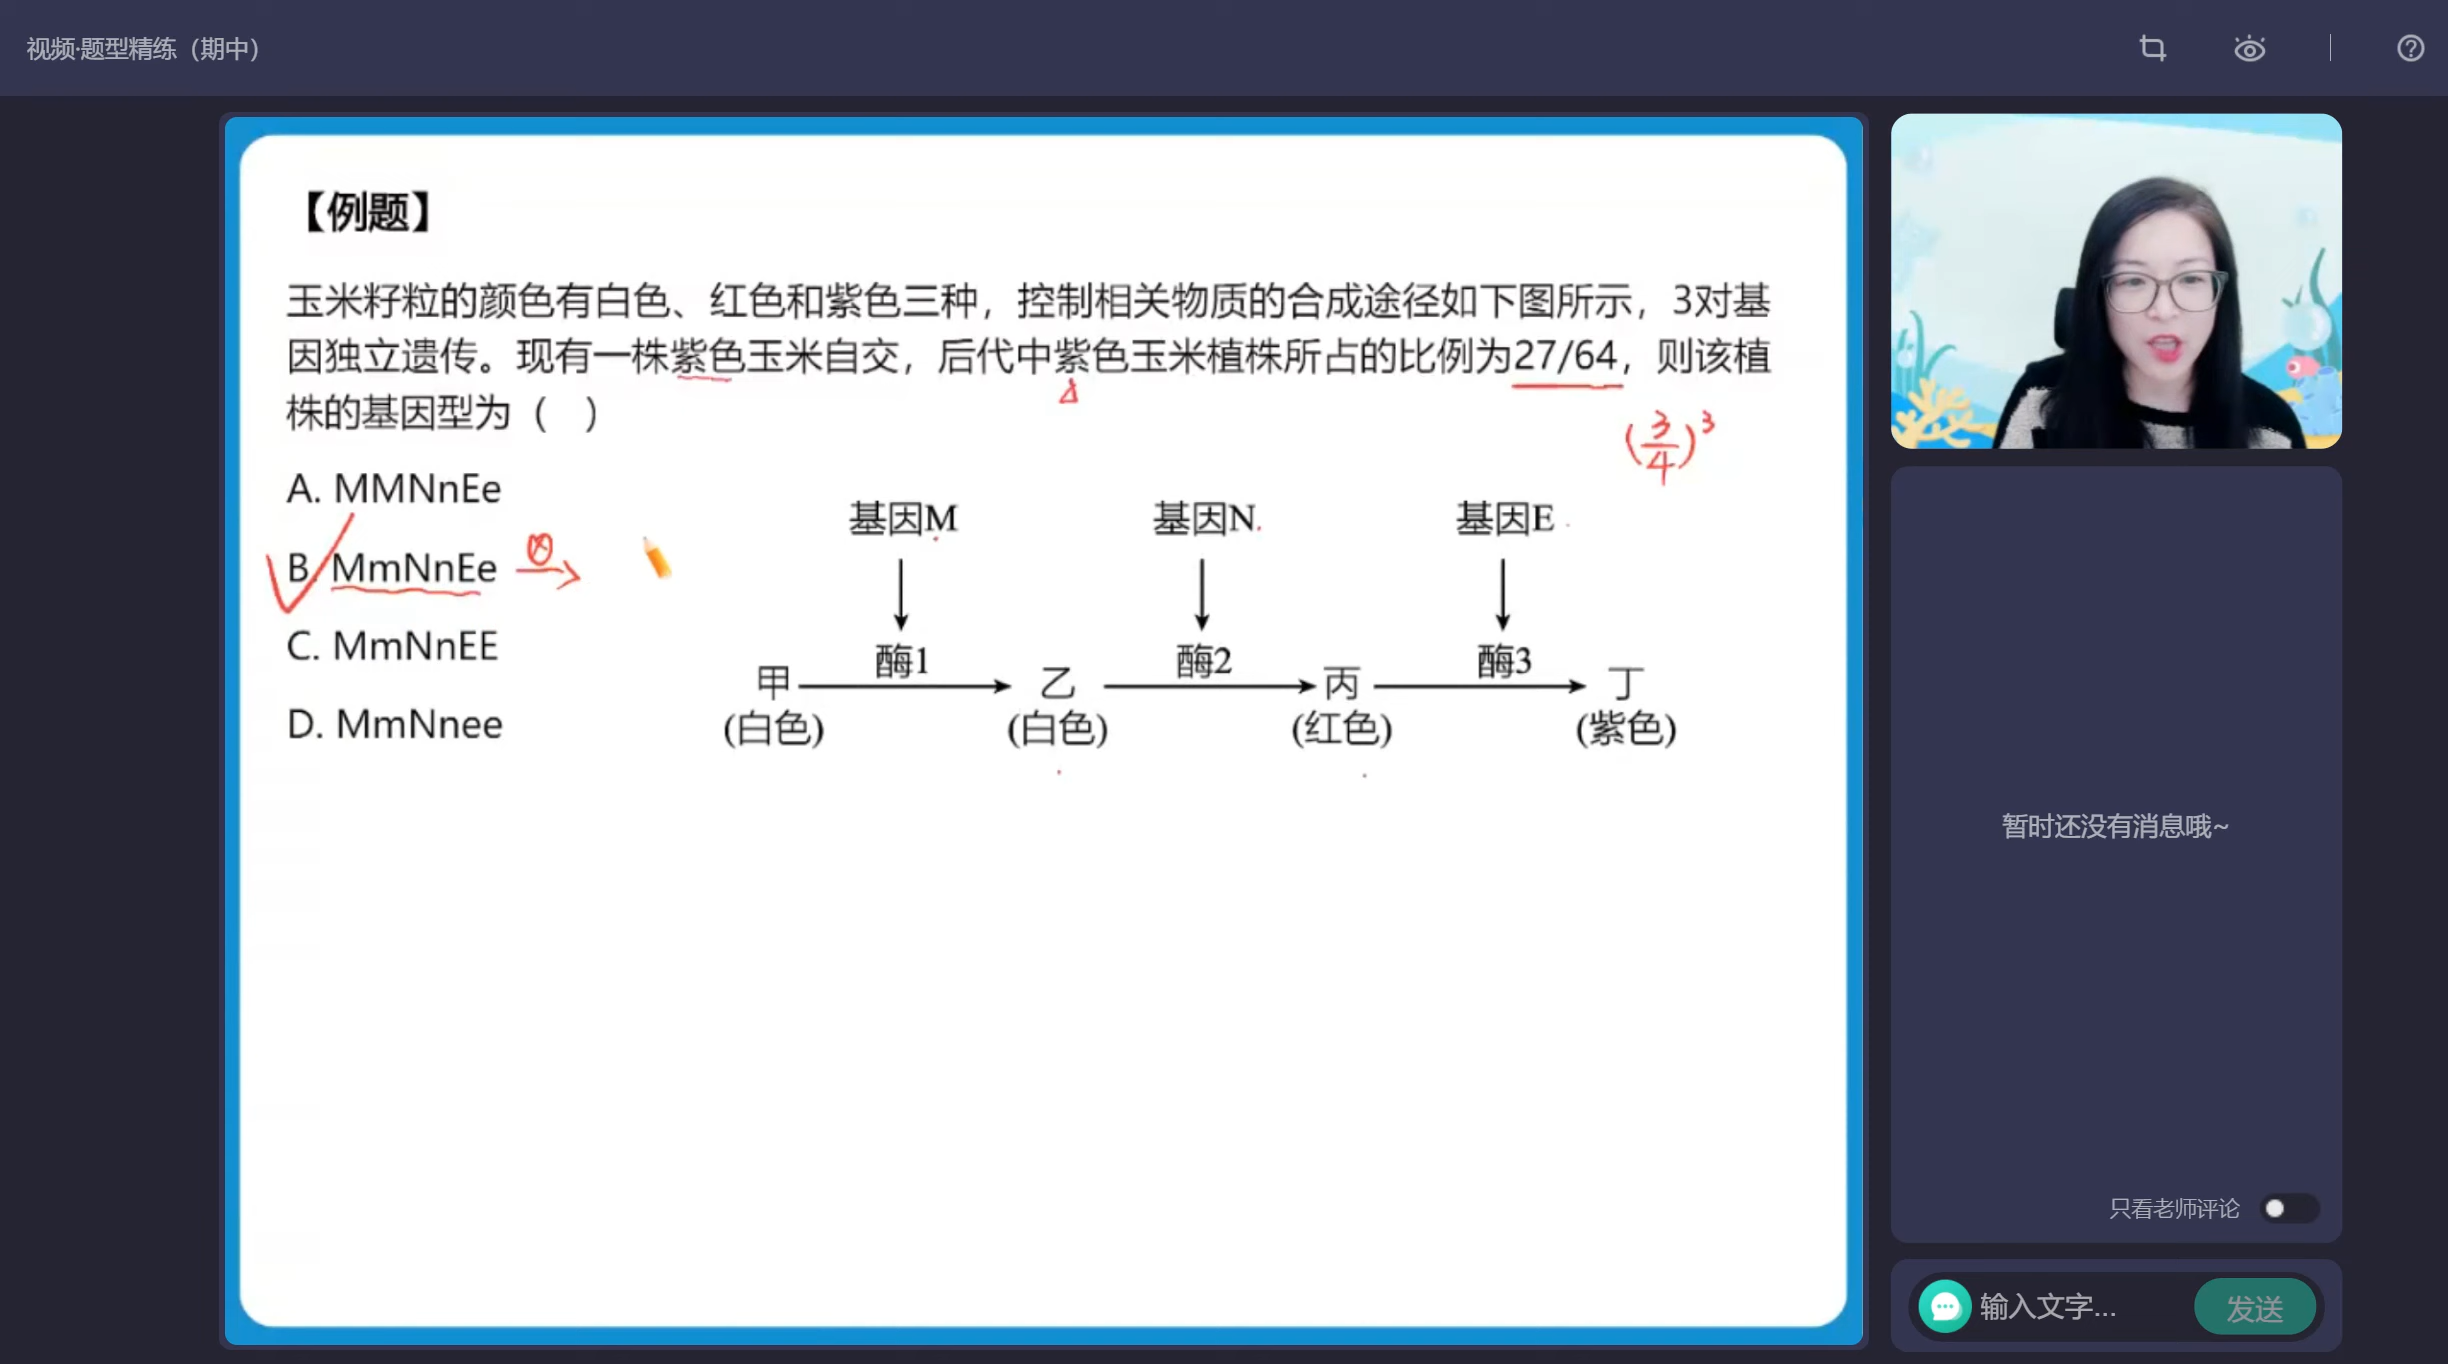 视频·题型精练（期中）
【例题】
玉米籽粒的颜色有白色、红色和紫色三种，控制相关物质的合成途径如下图所示，3对基
因独立遗传。现有一株紫色玉米自交，后代中紫色玉米植株所占的比例为27/64，则该植
株的基因型为（ ）
(3/4)³
A. MMNnEe
B. MmNnEe
C. MmNnEE
D. MmNnee
基因M 基因N 基因E
酶1 酶2 酶3
甲 乙 丙 丁
(白色) (白色) (红色) (紫色)
暂时还没有消息哦~
只看老师评论
输入文字...
发送